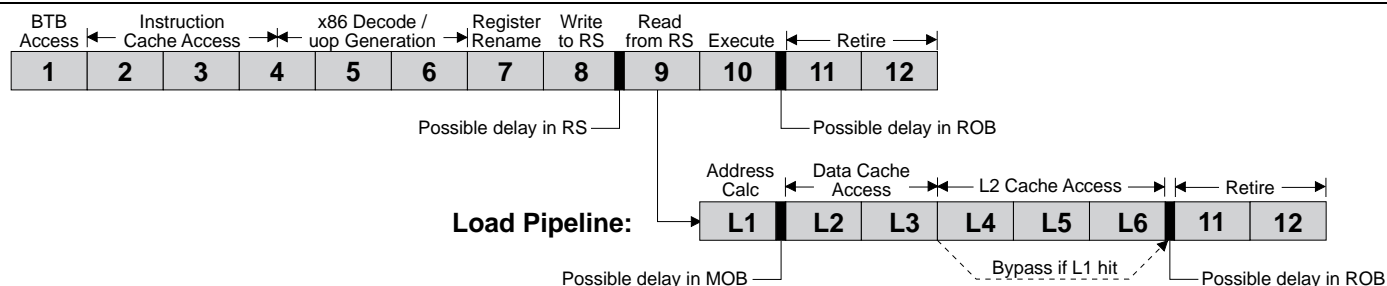 BTB Access
Instruction Cache Access
x86 Decode / uop Generation
Register Rename
Write to RS
Read from RS
Execute
Retire
1 2 3 4 5 6 7 8 9 10 11 12
Possible delay in RS
Possible delay in ROB
Address Calc
Data Cache Access
L2 Cache Access
Retire
Load Pipeline:
L1 L2 L3 L4 L5 L6 11 12
Possible delay in MOB
Bypass if L1 hit
Possible delay in ROB